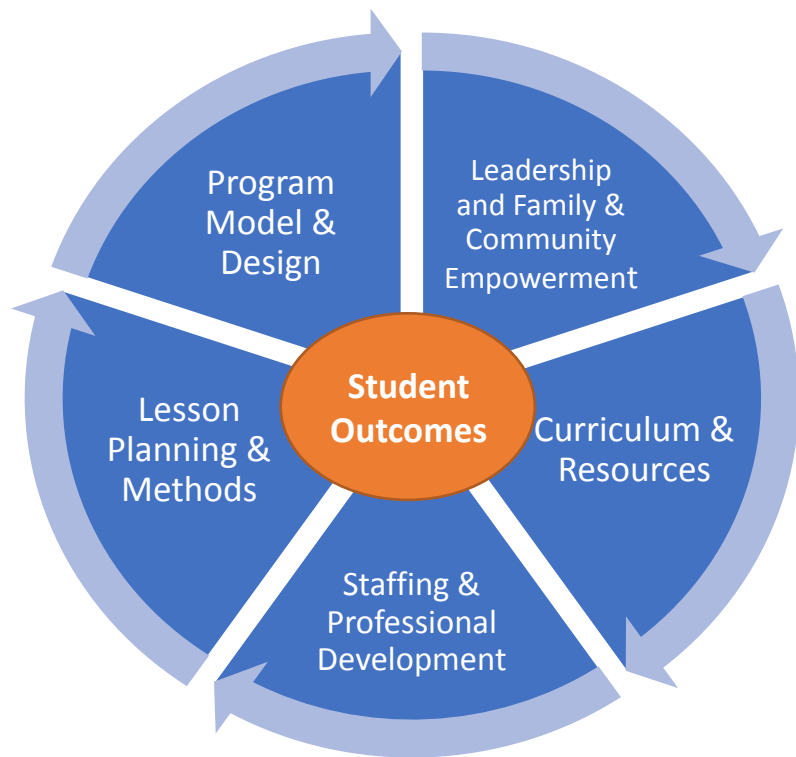 Program
Model &
Design
Leadership
and Family &
Community
Empowerment
Student
Outcomes
Lesson
Planning &
Methods
Curriculum &
Resources
Staffing &
Professional
Development